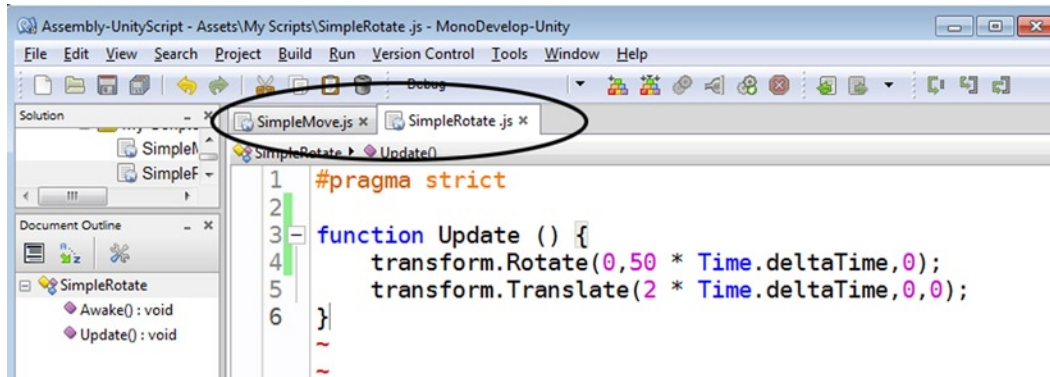 Assembly-UnityScript - Assets\My Scripts\SimpleRotate .js - MonoDevelop-Unity
File Edit View Search Project Build Run Version Control Tools Window Help
Debug
Solution
SimpleMove.js × SimpleRotate .js ×
SimpleRotate Update()
SimpleM
SimpleF
Document Outline
SimpleRotate
Awake() : void
Update() : void
1 #pragma strict
2
3 function Update () {
4 transform.Rotate(0,50 * Time.deltaTime,0);
5 transform.Translate(2 * Time.deltaTime,0,0);
6 }
~
~